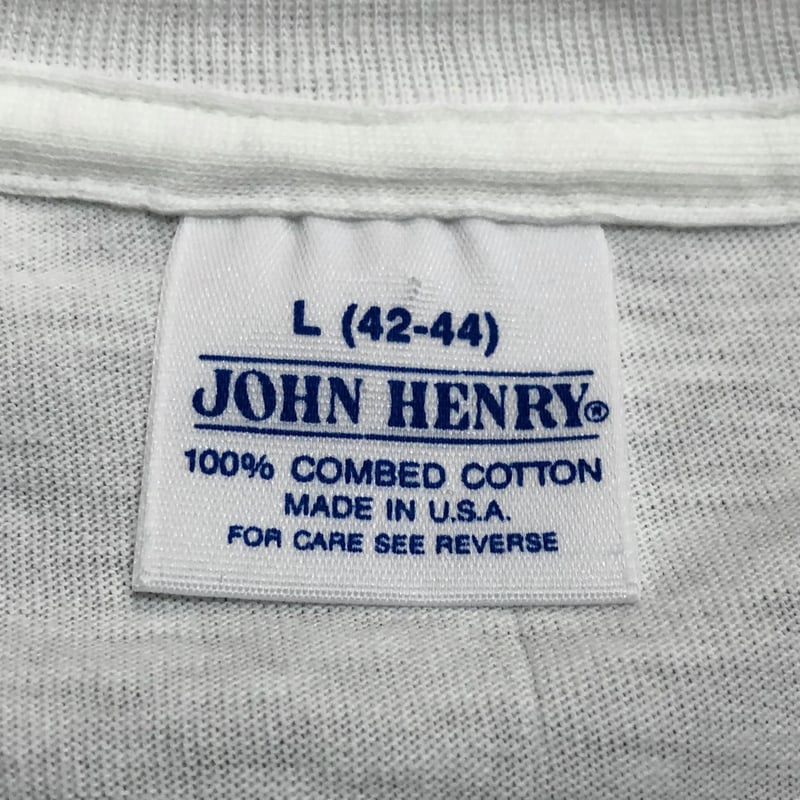 L (42-44)
JOHN HENRY®
100% COMBED COTTON
MADE IN U.S.A.
FOR CARE SEE REVERSE